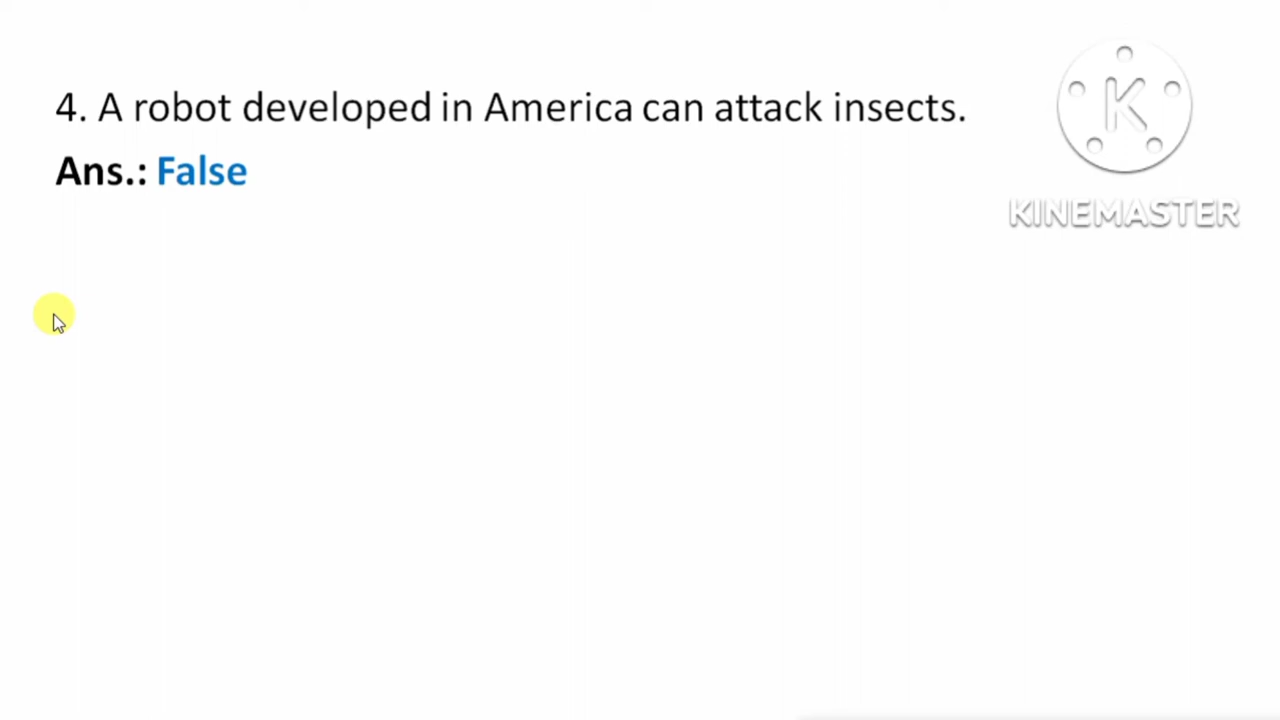 4. A robot developed in America can attack insects.
Ans.: False
K
KINEMASTER